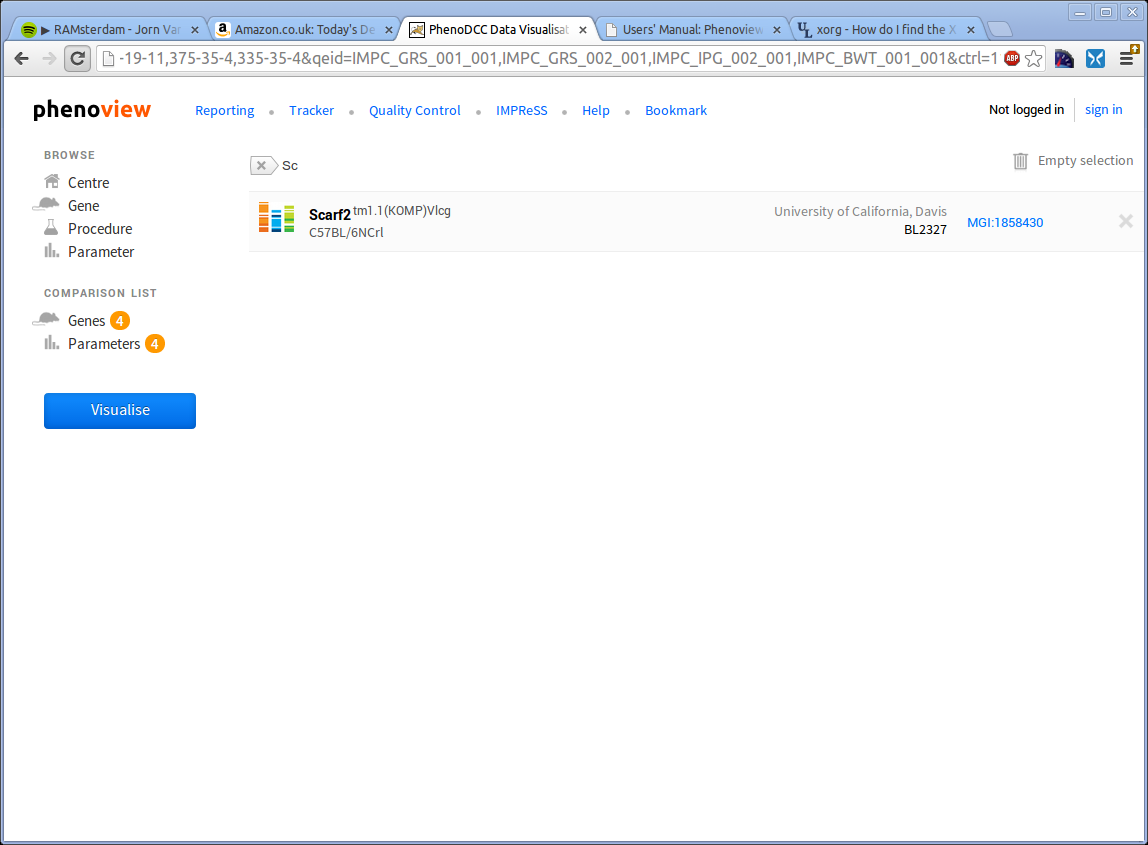 ▶ RAMsterdam - Jorn Van
Amazon.co.uk: Today's De
PhenoDCC Data Visualisat
Users' Manual: Phenoview
xorg - How do I find the X
-19-11,375-35-4,335-35-4&qeid=IMPC_GRS_001_001,IMPC_GRS_002_001,IMPC_IPG_002_001,IMPC_BWT_001_001&ctrl=1
ABP
phenoview
Reporting • Tracker • Quality Control • IMPReSS • Help • Bookmark
Not logged in
sign in
BROWSE
Centre
Gene
Procedure
Parameter
COMPARISON LIST
Genes 4
Parameters 4
Visualise
Sc
Empty selection
Scarf2 tm1.1(KOMP)Vlcg
C57BL/6NCrl
University of California, Davis
BL2327
MGI:1858430